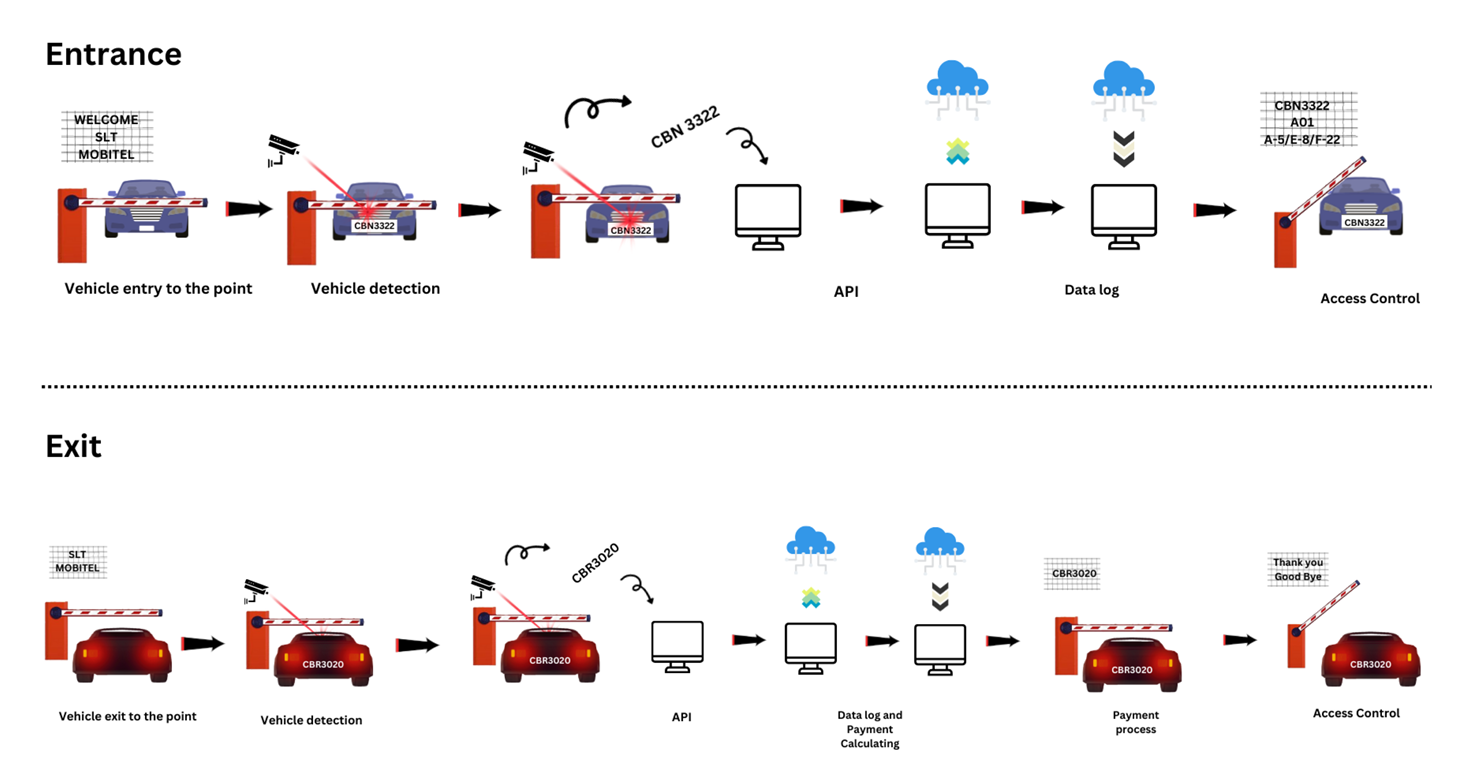 Entrance
WELCOME
SLT
MOBITEL
CBN3322
CBN3322
CBN 3322
CBN3322
A01
A-5/E-8/F-22
CBN3322
Vehicle entry to the point
Vehicle detection
API
Data log
Access Control
Exit
SLT
MOBITEL
CBR3020
CBR3020
CBR3020
CBR3020
CBR3020
Thank you
Good Bye
CBR3020
Vehicle exit to the point
Vehicle detection
API
Data log and
Payment
Calculating
Payment
process
Access Control